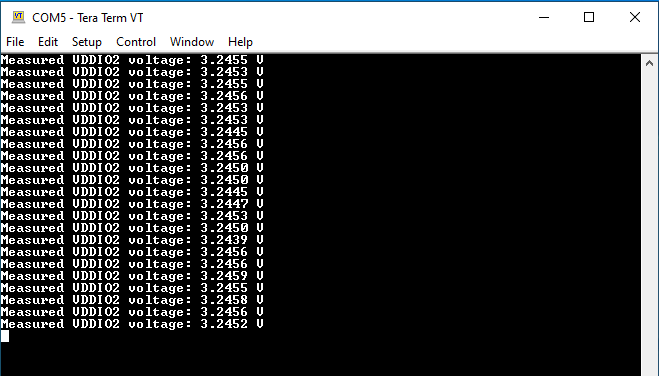 COM5 - Tera Term VT
File Edit Setup Control Window Help
Measured VDDIO2 voltage: 3.2455 V
Measured VDDIO2 voltage: 3.2453 V
Measured VDDIO2 voltage: 3.2455 V
Measured VDDIO2 voltage: 3.2456 V
Measured VDDIO2 voltage: 3.2453 V
Measured VDDIO2 voltage: 3.2453 V
Measured VDDIO2 voltage: 3.2445 V
Measured VDDIO2 voltage: 3.2456 V
Measured VDDIO2 voltage: 3.2456 V
Measured VDDIO2 voltage: 3.2450 V
Measured VDDIO2 voltage: 3.2450 V
Measured VDDIO2 voltage: 3.2445 V
Measured VDDIO2 voltage: 3.2447 V
Measured VDDIO2 voltage: 3.2453 V
Measured VDDIO2 voltage: 3.2450 V
Measured VDDIO2 voltage: 3.2439 V
Measured VDDIO2 voltage: 3.2456 V
Measured VDDIO2 voltage: 3.2456 V
Measured VDDIO2 voltage: 3.2459 V
Measured VDDIO2 voltage: 3.2455 V
Measured VDDIO2 voltage: 3.2458 V
Measured VDDIO2 voltage: 3.2456 V
Measured VDDIO2 voltage: 3.2452 V